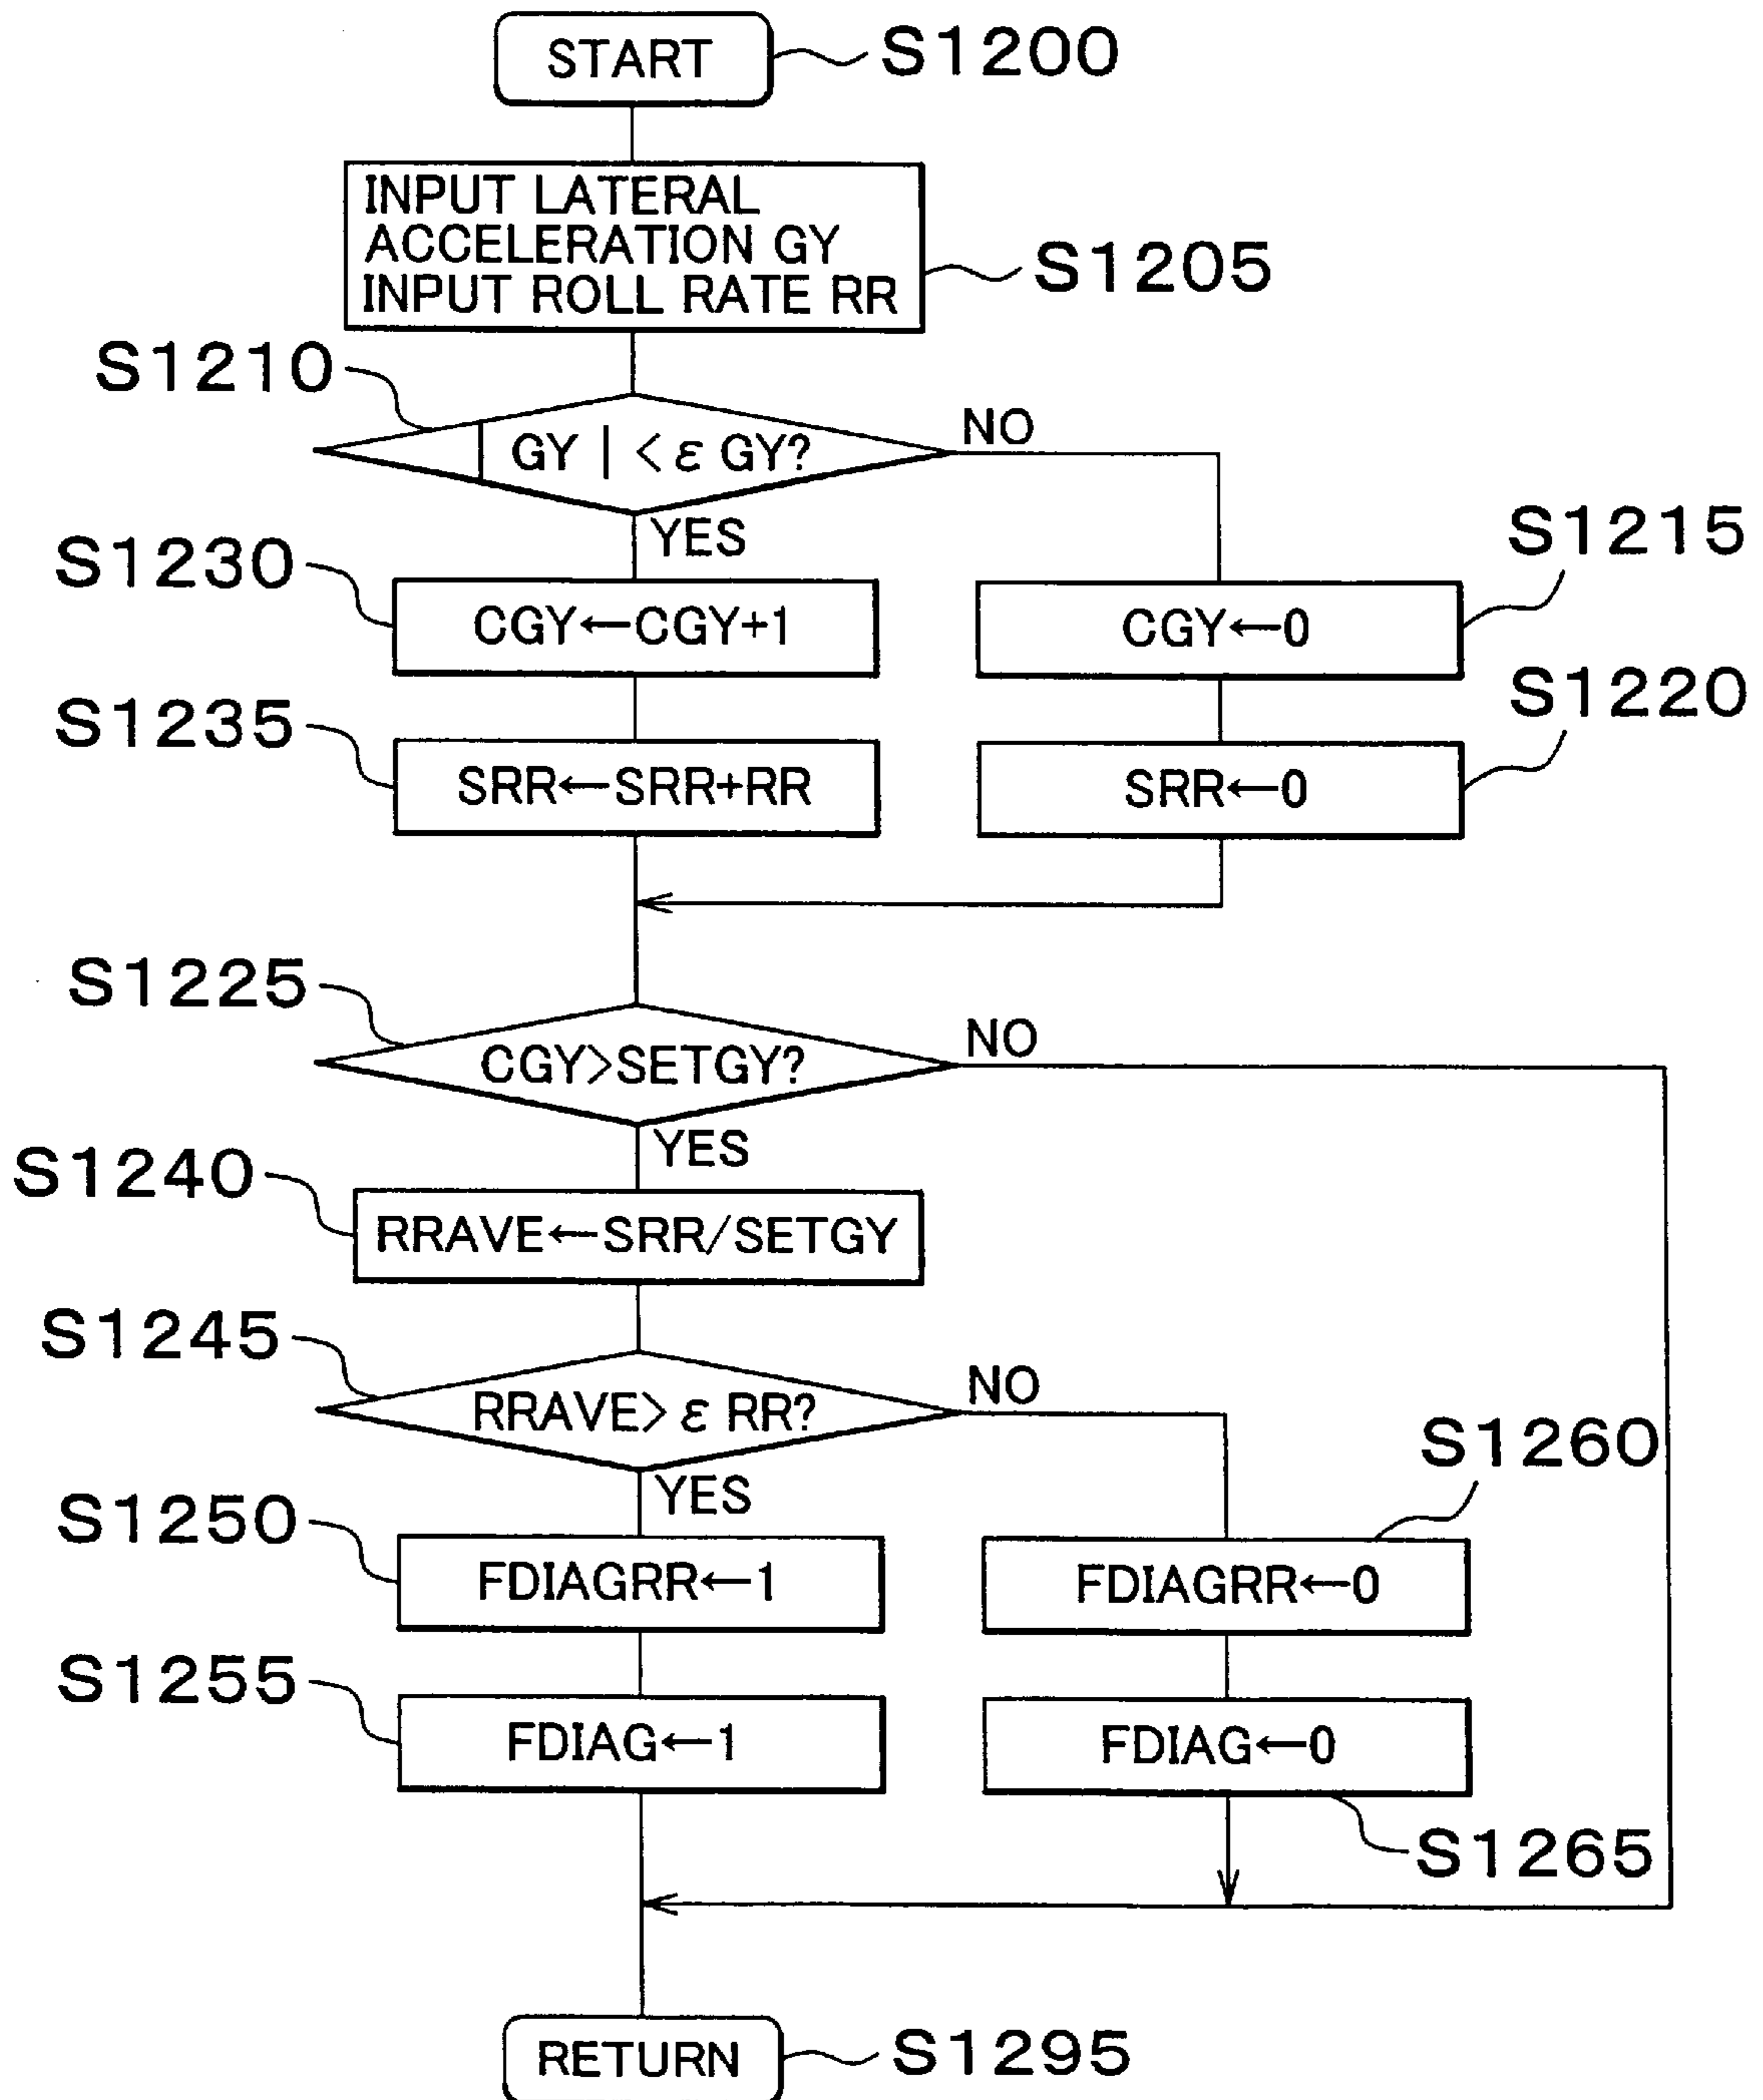 START
S1200
INPUT LATERAL
ACCELERATION GY
INPUT ROLL RATE RR
S1205
S1210
| GY | < ε GY?
NO
YES
S1230
CGY←CGY+1
S1215
CGY←0
S1235
SRR←SRR+RR
S1220
SRR←0
S1225
CGY>SETGY?
NO
YES
S1240
RRAVE←SRR/SETGY
S1245
RRAVE> ε RR?
NO
YES
S1250
FDIAGRR←1
S1260
FDIAGRR←0
S1255
FDIAG←1
FDIAG←0
S1265
RETURN
S1295